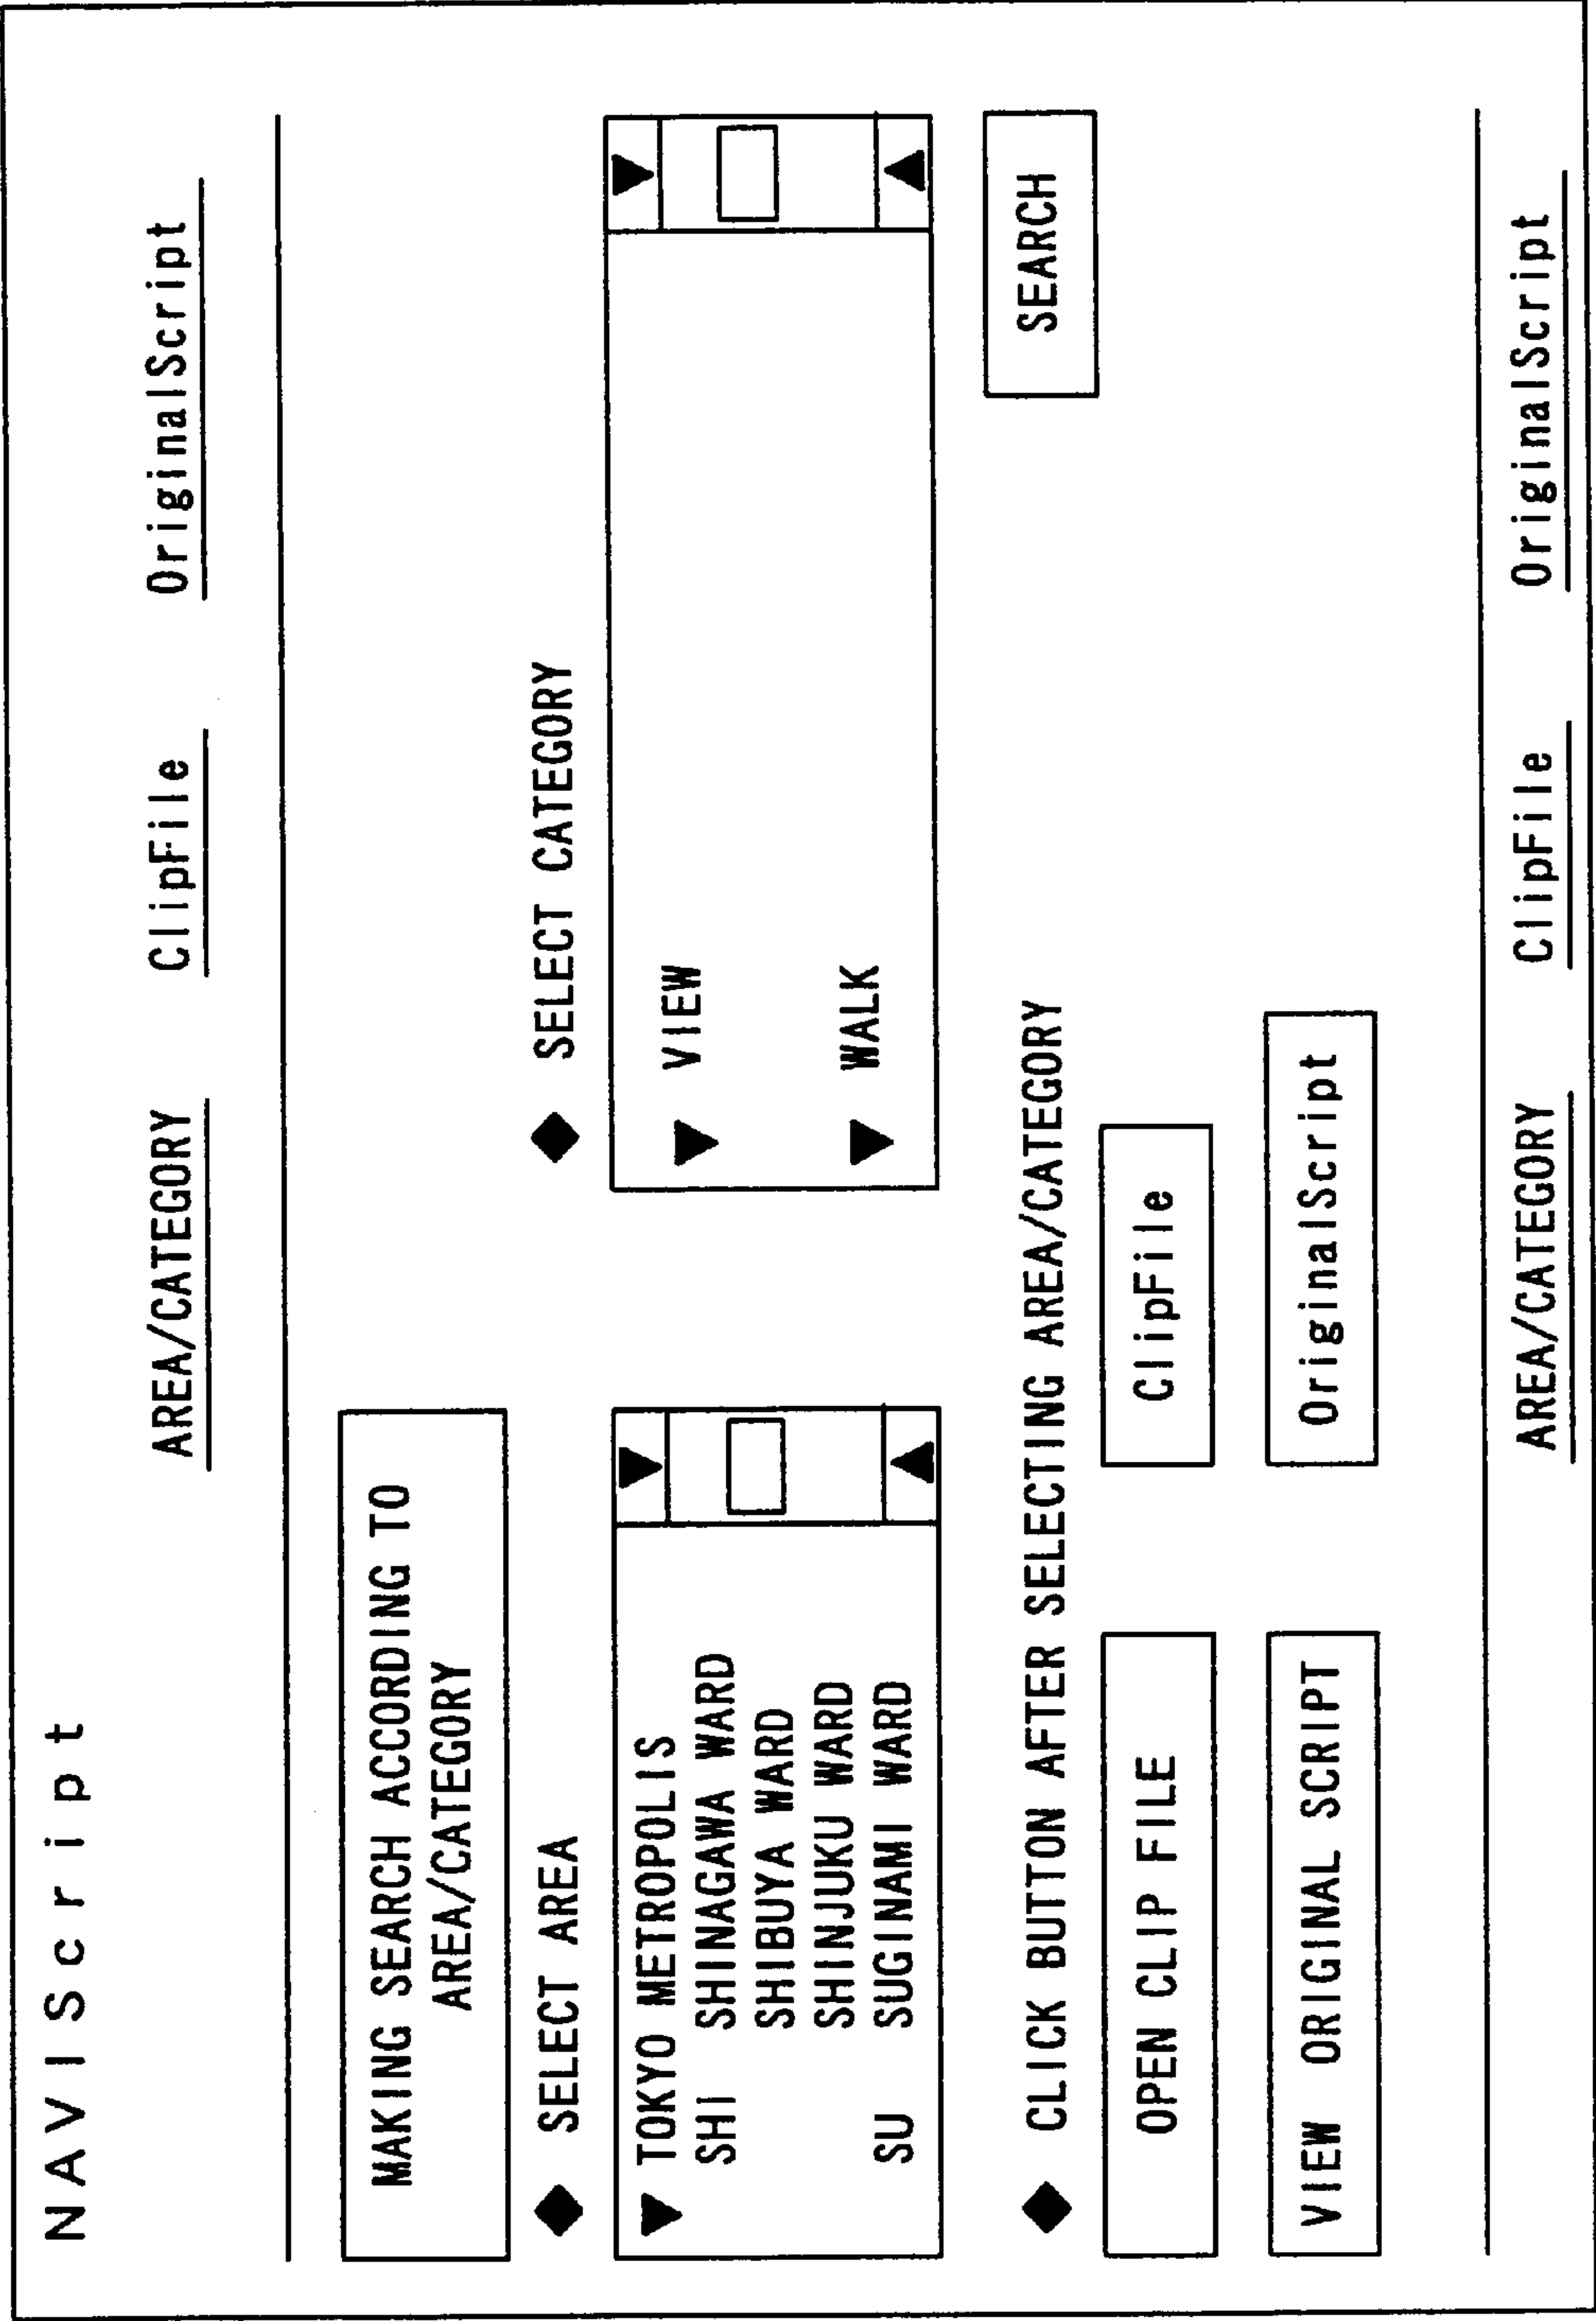 NAVIScript
AREA/CATEGORY ClipFile OriginalScript
MAKING SEARCH ACCORDING TO
AREA/CATEGORY
◆ SELECT AREA
▼ TOKYO METROPOLIS
SHI SHINAGAWA WARD
SHIBUYA WARD
SHINJUKU WARD
SU SUGINAMI WARD
◆ SELECT CATEGORY
▼ VIEW
▼ WALK
SEARCH
◆ CLICK BUTTON AFTER SELECTING AREA/CATEGORY
OPEN CLIP FILE ClipFile
VIEW ORIGINAL SCRIPT OriginalScript
AREA/CATEGORY ClipFile OriginalScript